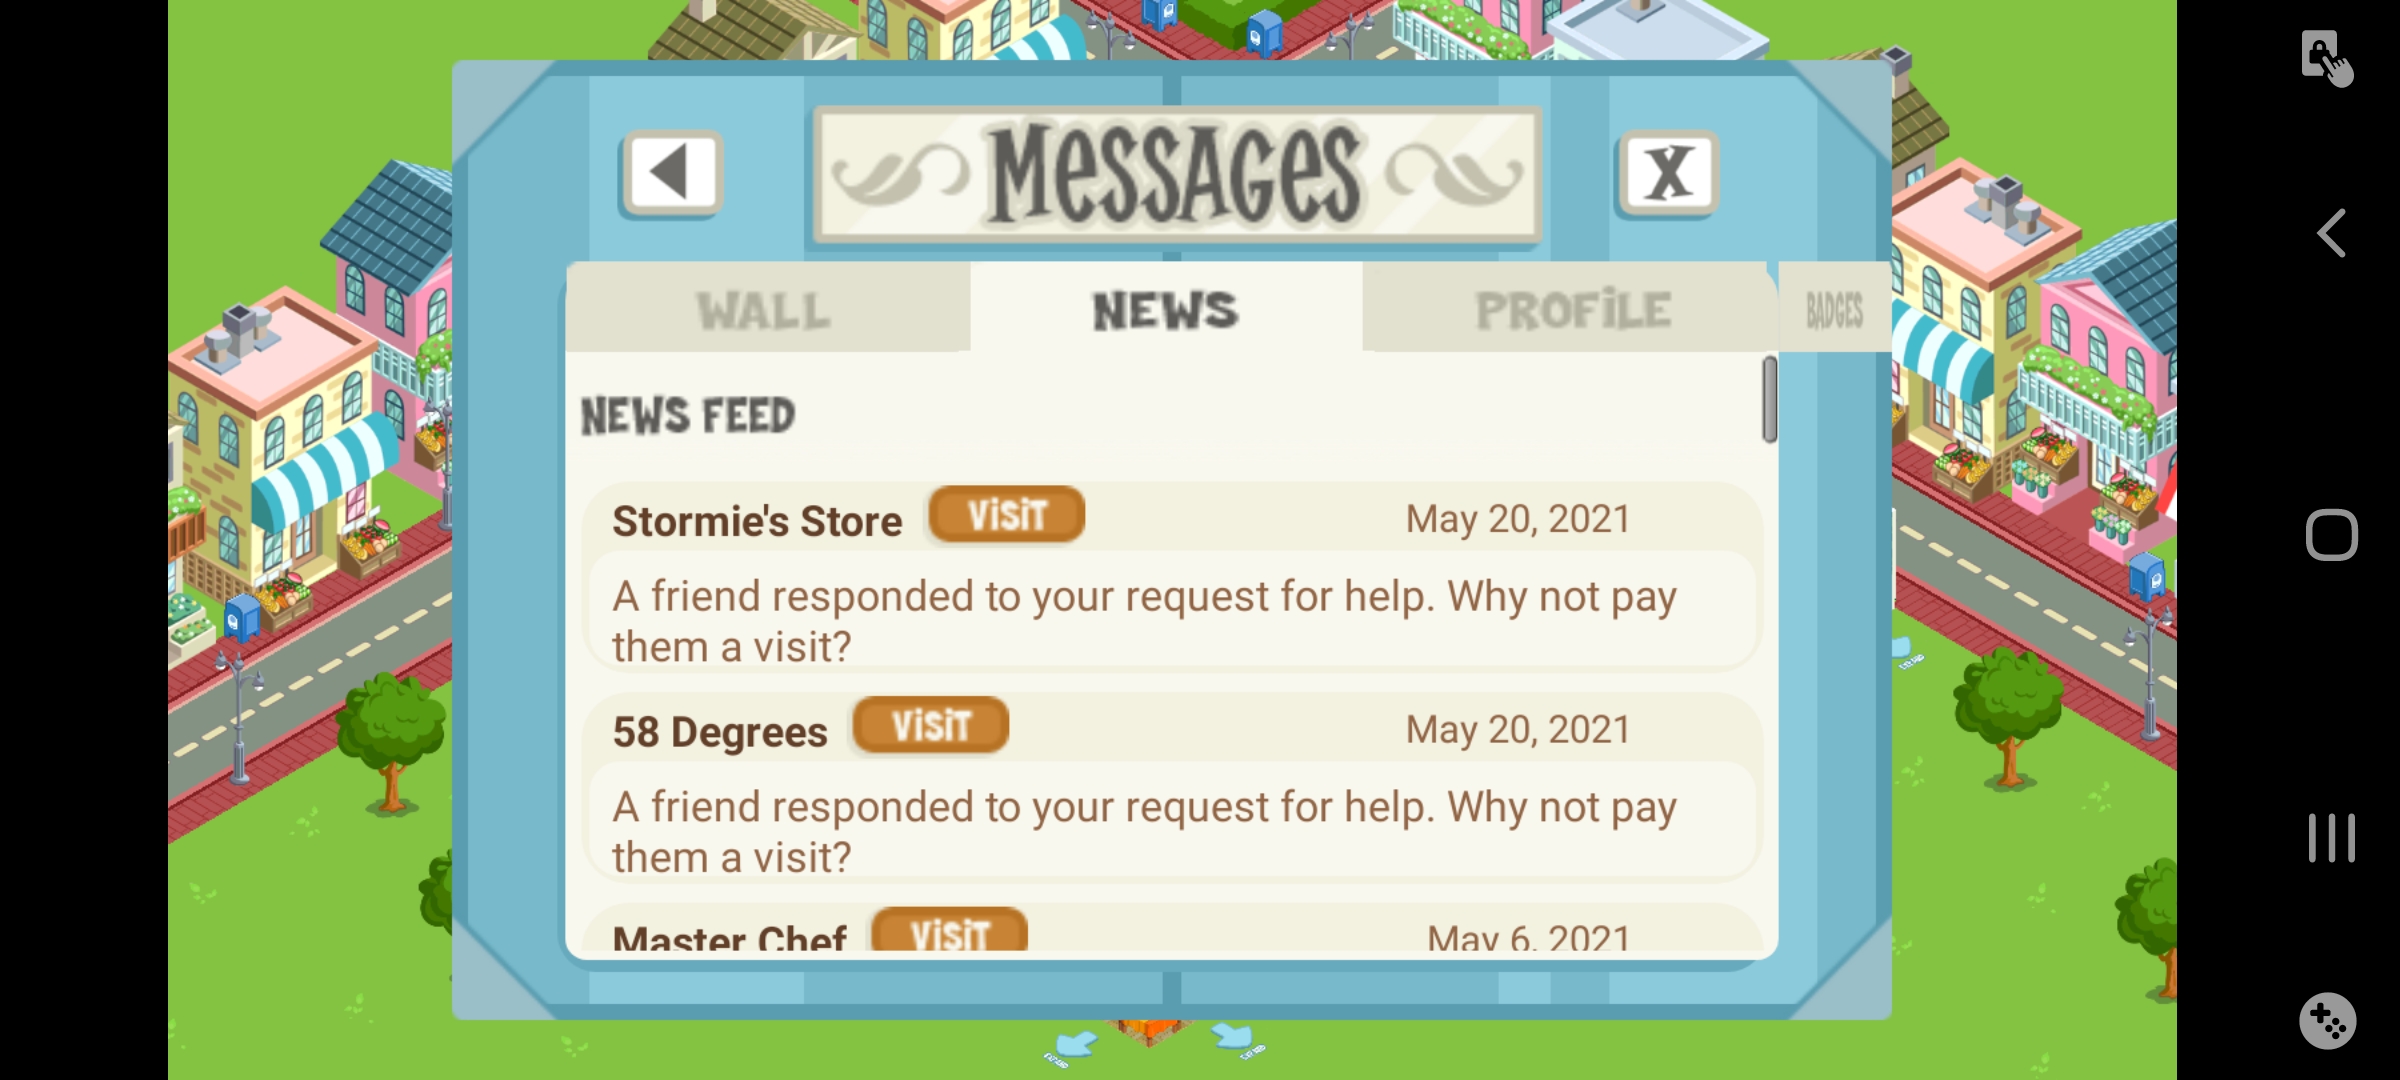 MESSAGES
X
WALL
NEWS
PROFILE
BADGES
NEWS FEED
Stormie's Store
VISIT
May 20, 2021
A friend responded to your request for help. Why not pay
them a visit?
58 Degrees
VISIT
May 20, 2021
A friend responded to your request for help. Why not pay
them a visit?
Master Chef
VISIT
May 6, 2021